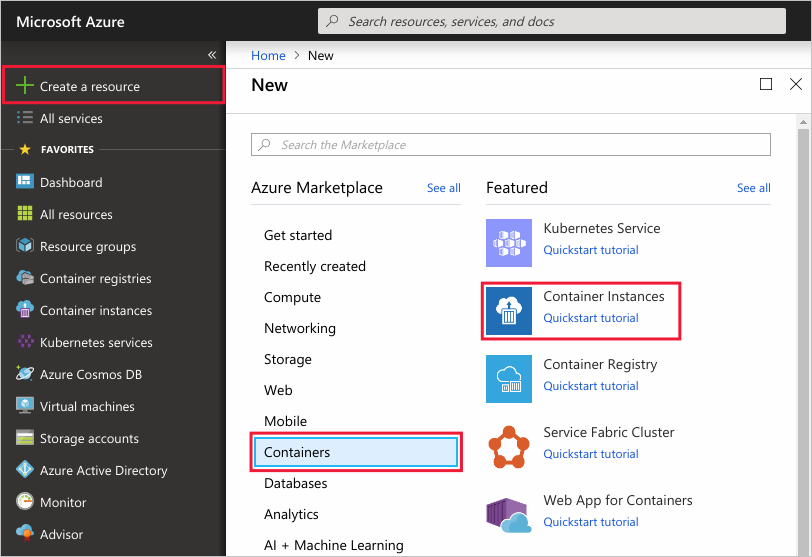 Microsoft Azure
Search resources, services, and docs
«
Create a resource
All services
FAVORITES
Dashboard
All resources
Resource groups
Container registries
Container instances
Kubernetes services
Azure Cosmos DB
Virtual machines
Storage accounts
Azure Active Directory
Monitor
Advisor
Home > New
New
Search the Marketplace
Azure Marketplace See all
Get started
Recently created
Compute
Networking
Storage
Web
Mobile
Containers
Databases
Analytics
AI + Machine Learning
Featured See all
Kubernetes Service
Quickstart tutorial
Container Instances
Quickstart tutorial
Container Registry
Quickstart tutorial
Service Fabric Cluster
Quickstart tutorial
Web App for Containers
Quickstart tutorial